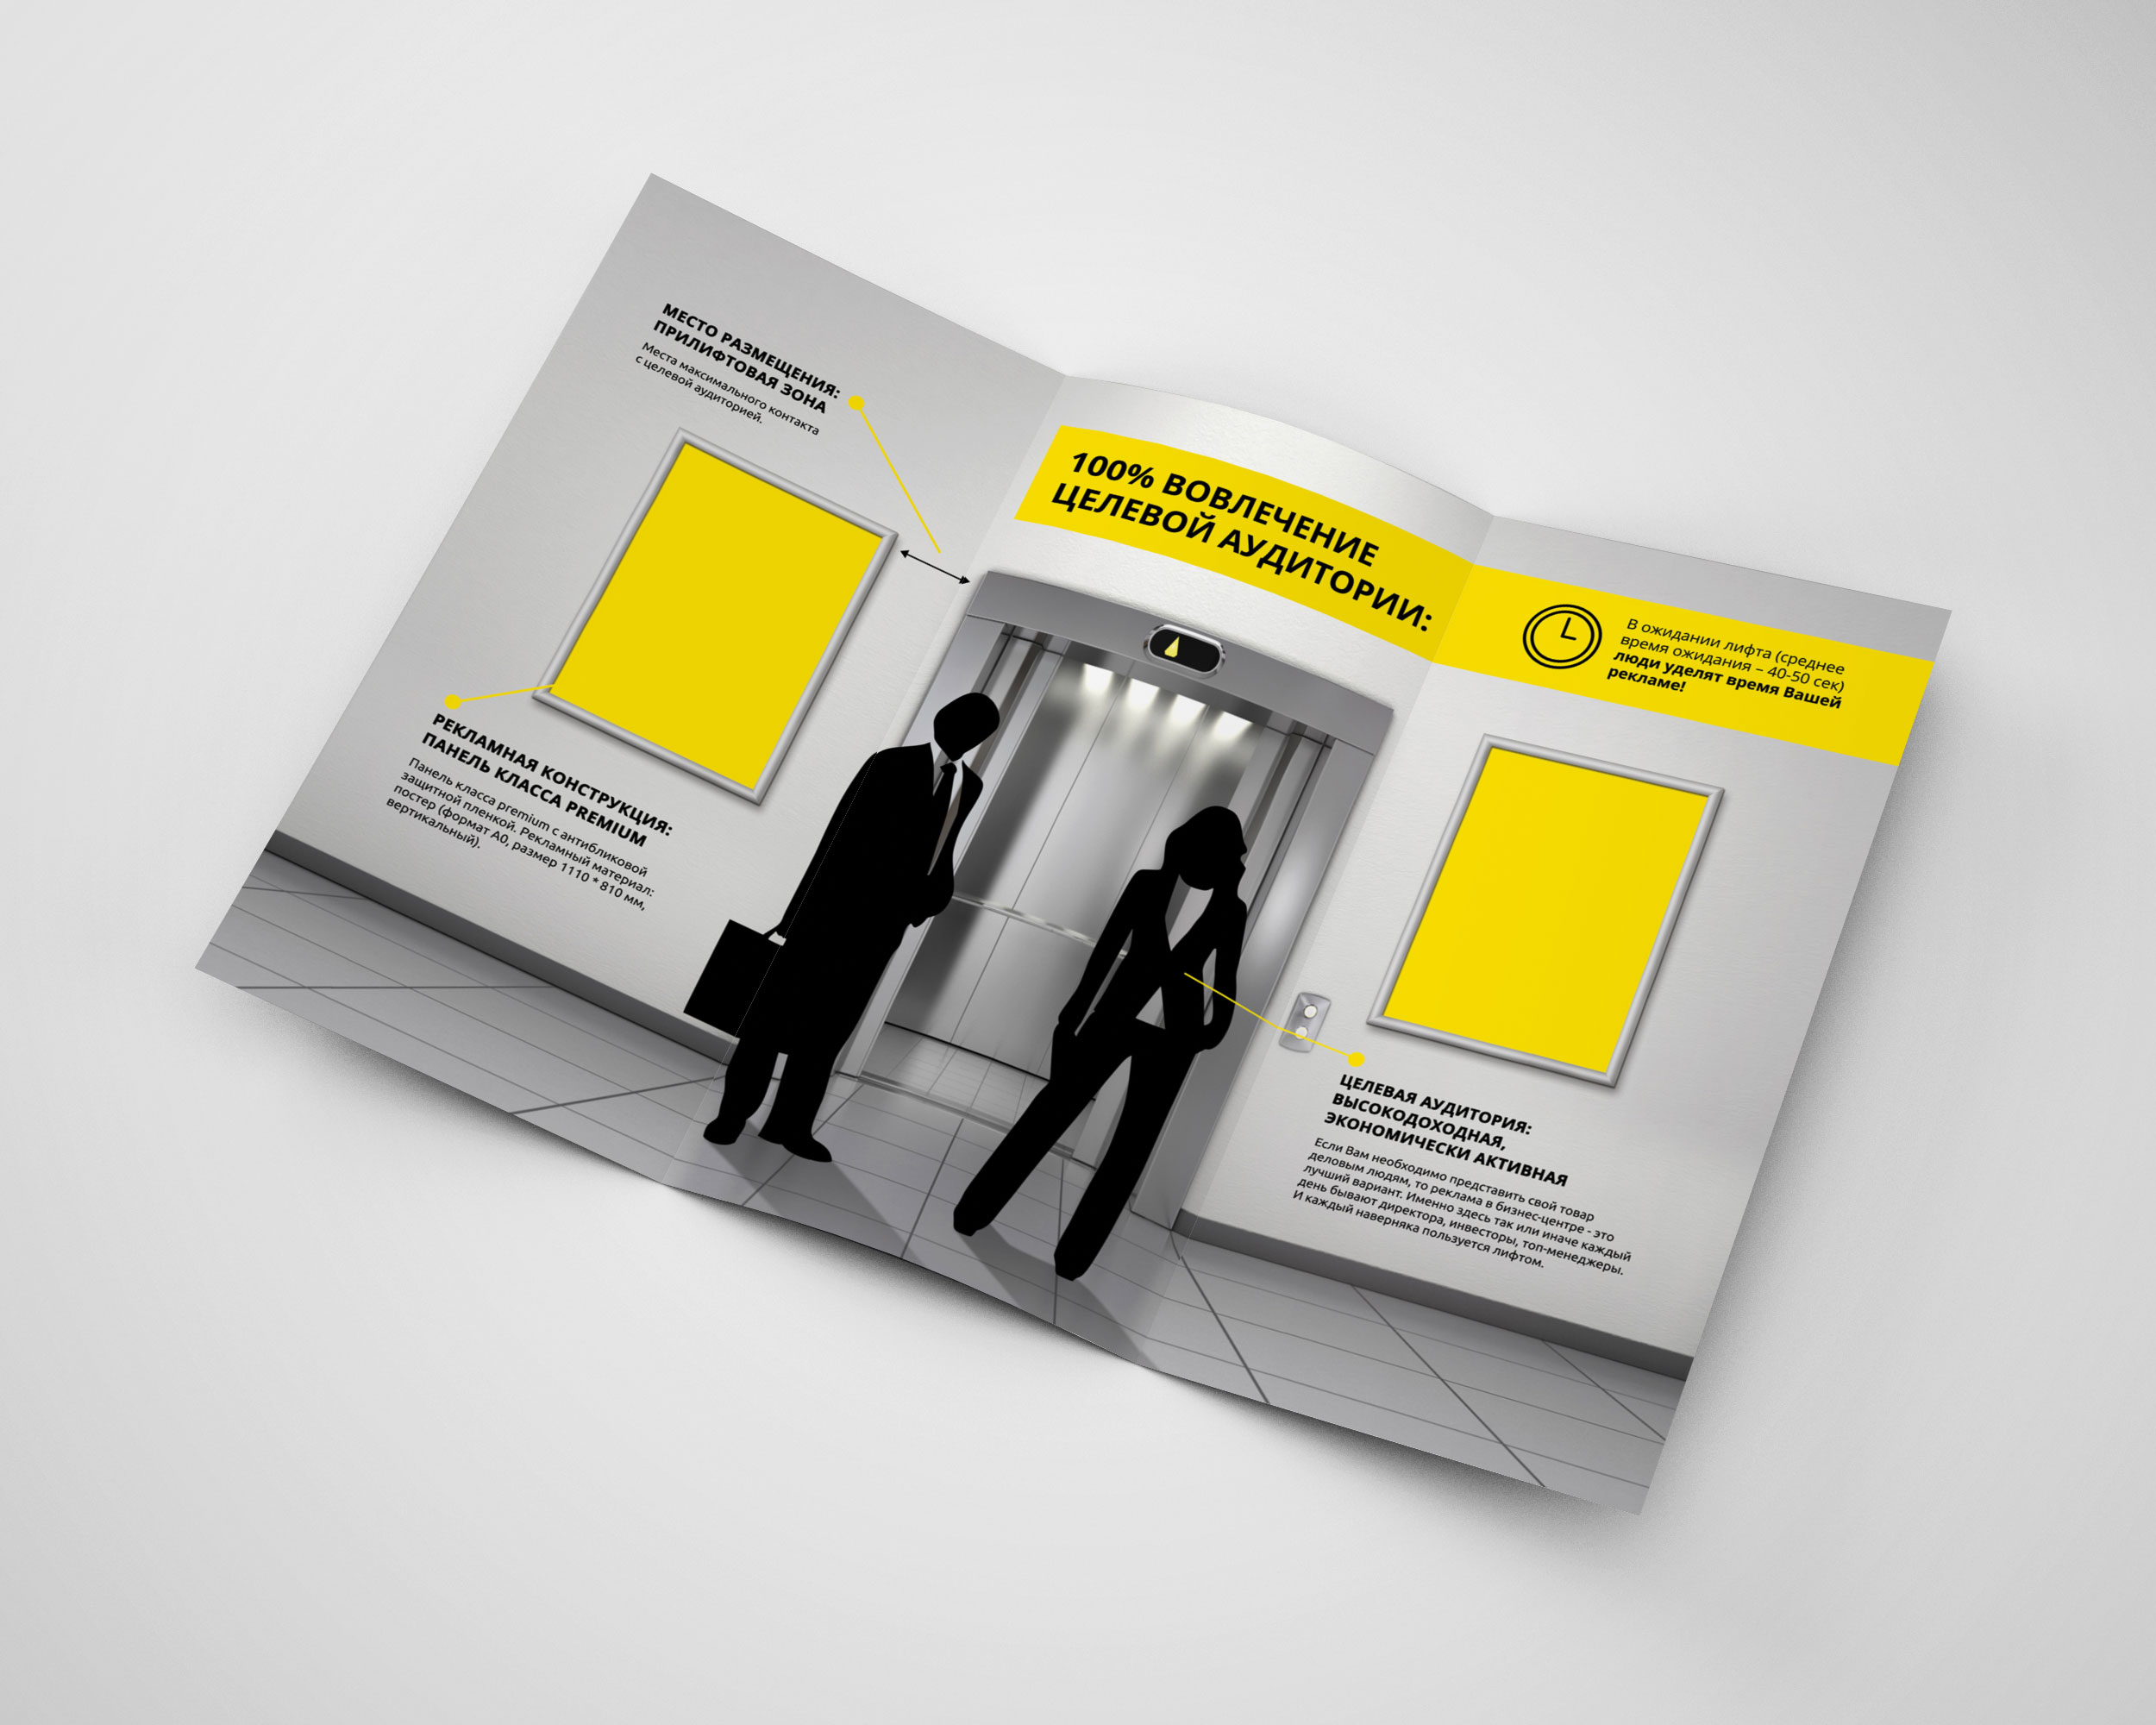 МЕСТО РАЗМЕЩЕНИЯ:
ПРИЛИФТОВАЯ ЗОНА
Места максимального контакта
с целевой аудиторией.
РЕКЛАМНАЯ КОНСТРУКЦИЯ:
ПАНЕЛЬ КЛАССА PREMIUM
Панель класса premium с антибликовой
защитной пленкой. Рекламный материал:
постер (формат А0, размер 1110 * 810 мм,
вертикальный).
100% ВОВЛЕЧЕНИЕ
ЦЕЛЕВОЙ АУДИТОРИИ:
В ожидании лифта (среднее
время ожидания – 40-50 сек)
люди уделят время Вашей
рекламе!
ЦЕЛЕВАЯ АУДИТОРИЯ:
ВЫСОКОДОХОДНАЯ,
ЭКОНОМИЧЕСКИ АКТИВНАЯ
Если Вам необходимо представить свой товар
деловым людям, то реклама в бизнес-центре - это
лучший вариант. Именно здесь так или иначе каждый
день бывают директора, инвесторы, топ-менеджеры.
И каждый наверняка пользуется лифтом.